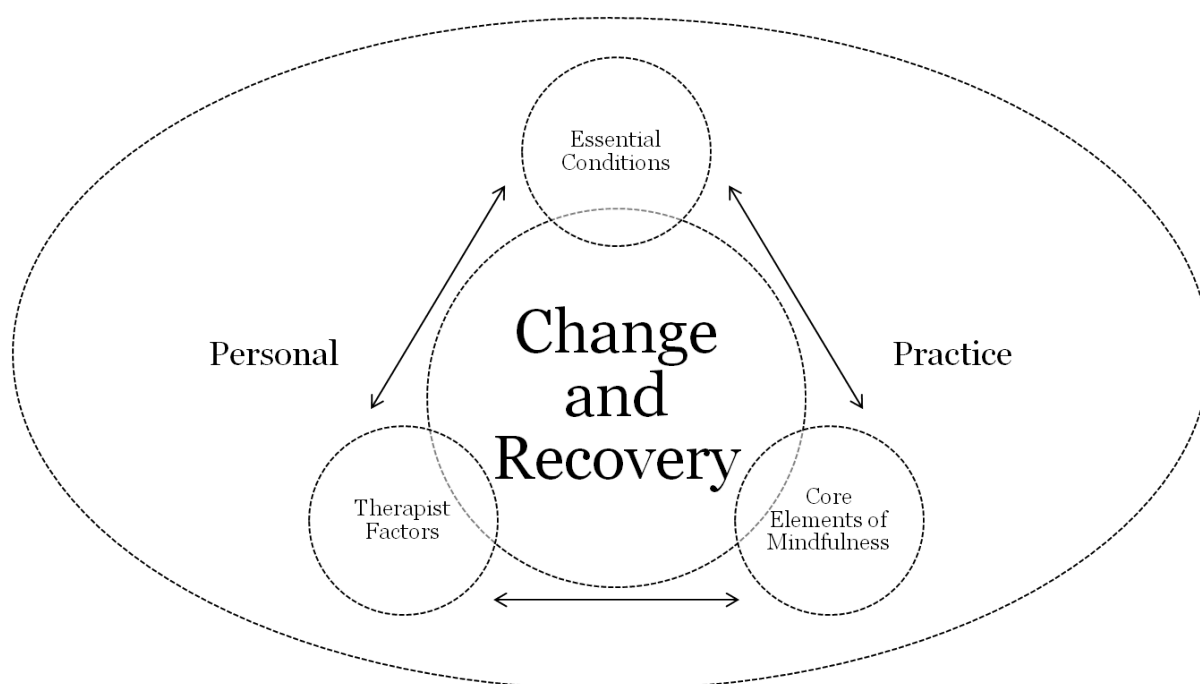 Essential
Conditions
Personal
Change
and
Recovery
Practice
Therapist
Factors
Core
Elements of
Mindfulness